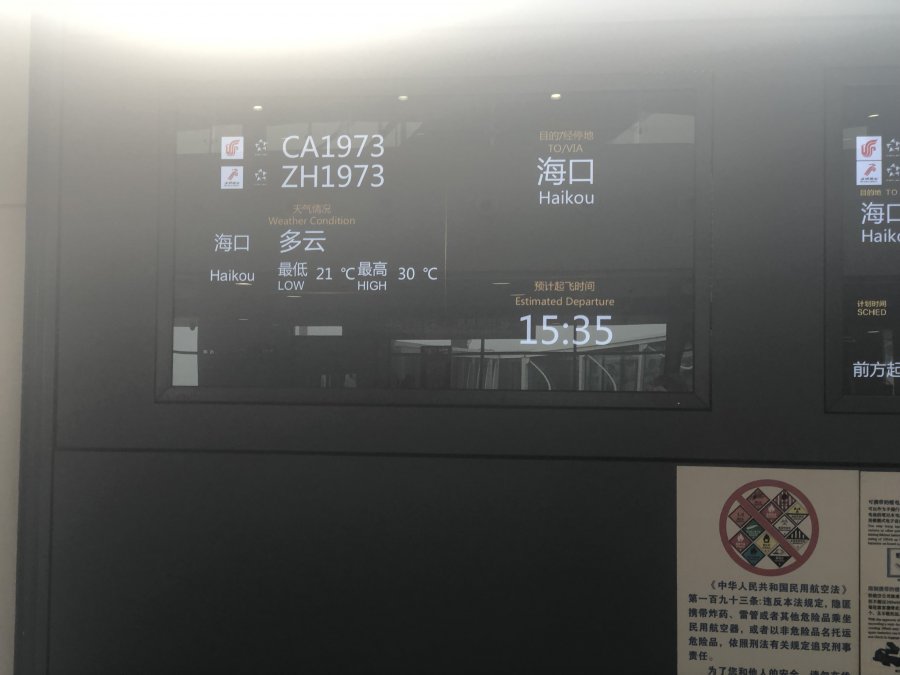 CA1973
ZH1973
天气情况
Weather Condition
海口 多云
Haikou 最低 21 ℃ 最高 30 ℃
LOW HIGH
目的/经停地
TO/VIA
海口
Haikou
预计起飞时间
Estimated Departure
15:35
目的地 TO
海口
计划时间
SCHED
前方起
《中华人民共和国民用航空法》
第一百九十三条:违反本法规定,隐匿
携带炸药、雷管或者其他危险品乘坐
民用航空器,或者以非危险品名托运
危险品,依照刑法有关规定追究刑事
责任。